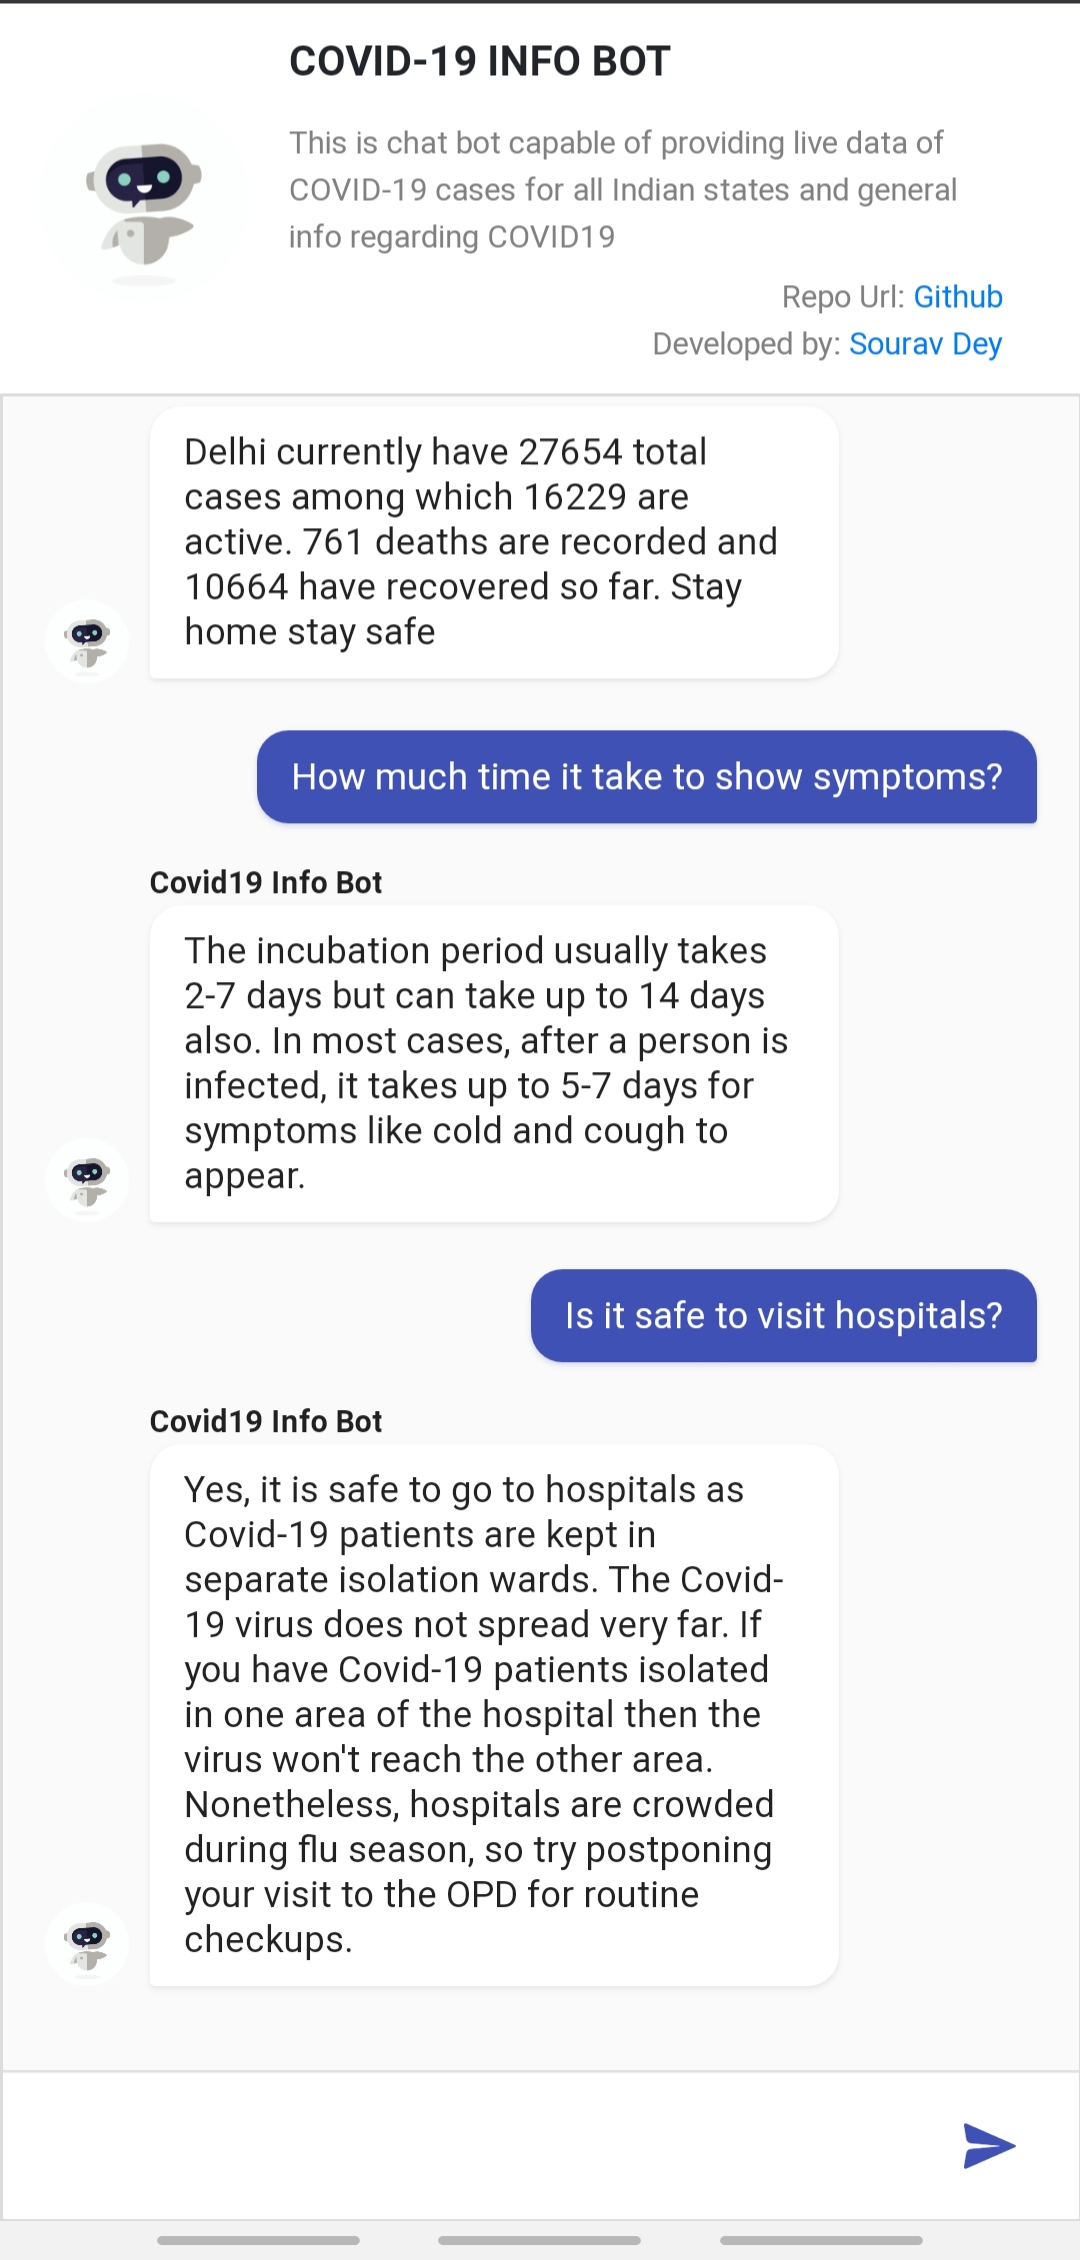 COVID-19 INFO BOT
This is chat bot capable of providing live data of
COVID-19 cases for all Indian states and general
info regarding COVID19
Repo Url: Github
Developed by: Sourav Dey
Delhi currently have 27654 total
cases among which 16229 are
active. 761 deaths are recorded and
10664 have recovered so far. Stay
home stay safe
How much time it take to show symptoms?
Covid19 Info Bot
The incubation period usually takes
2-7 days but can take up to 14 days
also. In most cases, after a person is
infected, it takes up to 5-7 days for
symptoms like cold and cough to
appear.
Is it safe to visit hospitals?
Covid19 Info Bot
Yes, it is safe to go to hospitals as
Covid-19 patients are kept in
separate isolation wards. The Covid-
19 virus does not spread very far. If
you have Covid-19 patients isolated
in one area of the hospital then the
virus won't reach the other area.
Nonetheless, hospitals are crowded
during flu season, so try postponing
your visit to the OPD for routine
checkups.